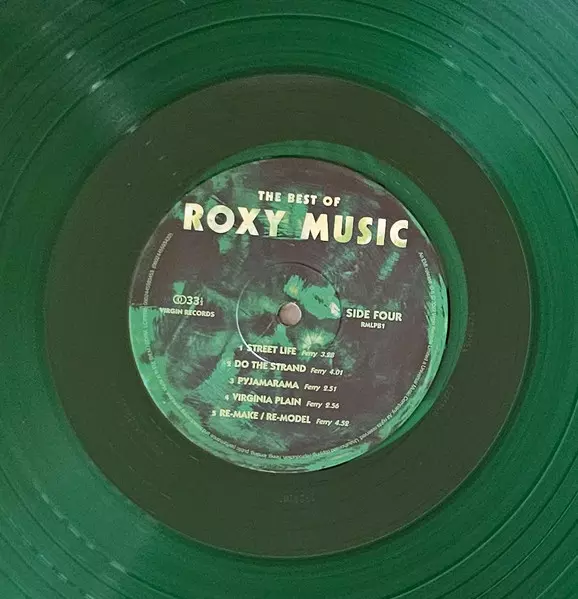 THE BEST OF
ROXY MUSIC
33⅓
VIRGIN RECORDS
SIDE FOUR
RMLPB1
1 STREET LIFE Ferry 3.28
2 DO THE STRAND Ferry 4.01
3 PYJAMARAMA Ferry 2.51
4 VIRGINIA PLAIN Ferry 2.56
5 RE-MAKE / RE-MODEL Ferry 4.52